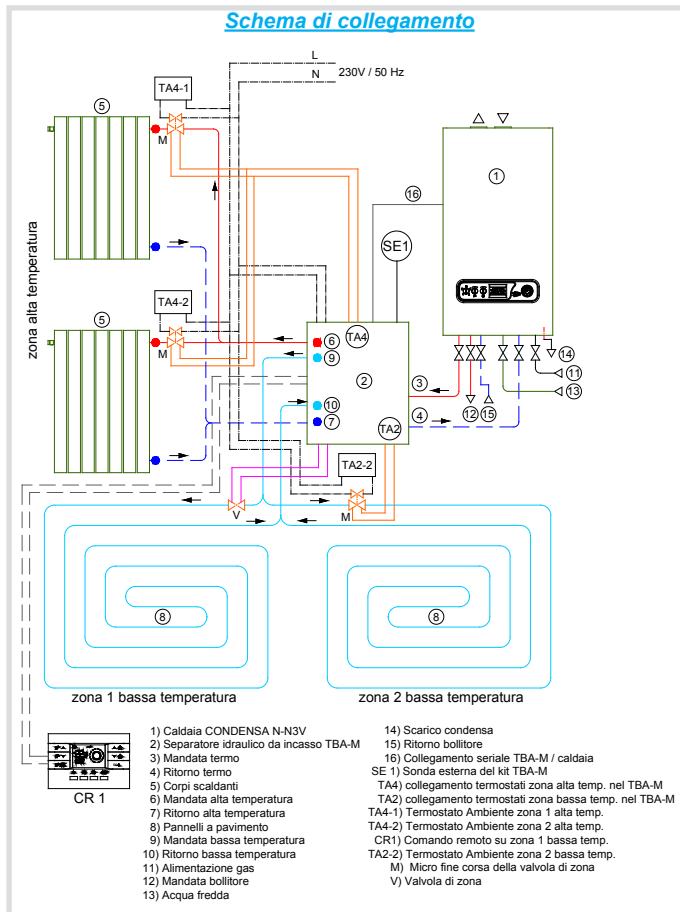 Schema di collegamento
L
N
230V / 50 Hz
TA4-1
5
M
1
16
SE1
zona alta temperatura
TA4-2
5
M
6
TA4
9
2
3
14
11
13
10
7
4
12
15
TA2
TA2-2
V
M
8
8
zona 1 bassa temperatura
zona 2 bassa temperatura
CR 1
1) Caldaia CONDENSA N-N3V
2) Separatore idraulico da incasso TBA-M
3) Mandata termo
4) Ritorno termo
5) Corpi scaldanti
6) Mandata alta temperatura
7) Ritorno alta temperatura
8) Pannelli a pavimento
9) Mandata bassa temperatura
10) Ritorno bassa temperatura
11) Alimentazione gas
12) Mandata bollitore
13) Acqua fredda
14) Scarico condensa
15) Ritorno bollitore
16) Collegamento seriale TBA-M / caldaia
SE 1) Sonda esterna del kit TBA-M
TA4) collegamento termostati zona alta temp. nel TBA-M
TA2) collegamento termostati zona bassa temp. nel TBA-M
TA4-1) Termostato Ambiente zona 1 alta temp.
TA4-2) Termostato Ambiente zona 2 alta temp.
CR1) Comando remoto su zona 1 bassa temp.
TA2-2) Termostato Ambiente zona 2 bassa temp.
M) Micro fine corsa della valvola di zona
V) Valvola di zona